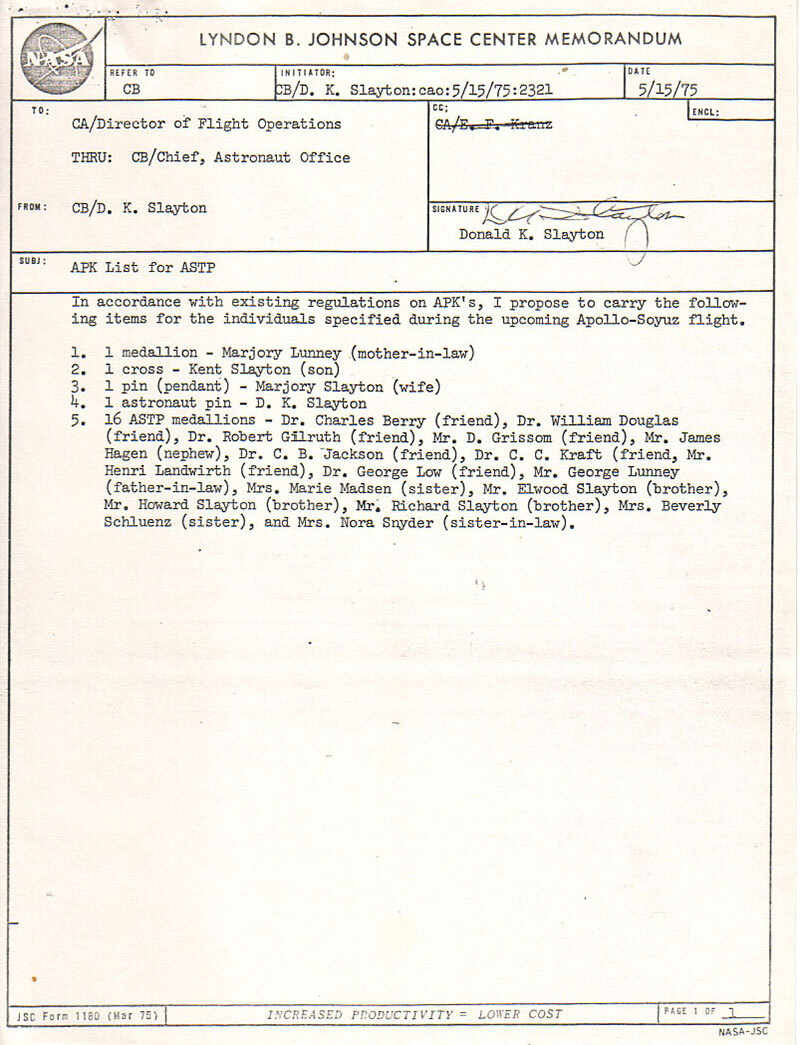 NASA
LYNDON B. JOHNSON SPACE CENTER MEMORANDUM
REFER TO
CB
INITIATOR:
CB/D. K. Slayton:cao:5/15/75:2321
DATE
5/15/75
TO:
CA/Director of Flight Operations
THRU: CB/Chief, Astronaut Office
CC:
CA/E. F. Kranz
ENCL:
FROM:
CB/D. K. Slayton
SIGNATURE
Donald K. Slayton
SUBJ:
APK List for ASTP
In accordance with existing regulations on APK's, I propose to carry the follow-
ing items for the individuals specified during the upcoming Apollo-Soyuz flight.
1. 1 medallion - Marjory Lunney (mother-in-law)
2. 1 cross - Kent Slayton (son)
3. 1 pin (pendant) - Marjory Slayton (wife)
4. 1 astronaut pin - D. K. Slayton
5. 16 ASTP medallions - Dr. Charles Berry (friend), Dr. William Douglas
(friend), Dr. Robert Gilruth (friend), Mr. D. Grissom (friend), Mr. James
Hagen (nephew), Dr. C. B. Jackson (friend), Dr. C. C. Kraft (friend, Mr.
Henri Landwirth (friend), Dr. George Low (friend), Mr. George Lunney
(father-in-law), Mrs. Marie Madsen (sister), Mr. Elwood Slayton (brother),
Mr. Howard Slayton (brother), Mr. Richard Slayton (brother), Mrs. Beverly
Schluenz (sister), and Mrs. Nora Snyder (sister-in-law).
JSC Form 1180 (Mar 75)
INCREASED PRODUCTIVITY = LOWER COST
PAGE 1 OF 1
NASA-JSC